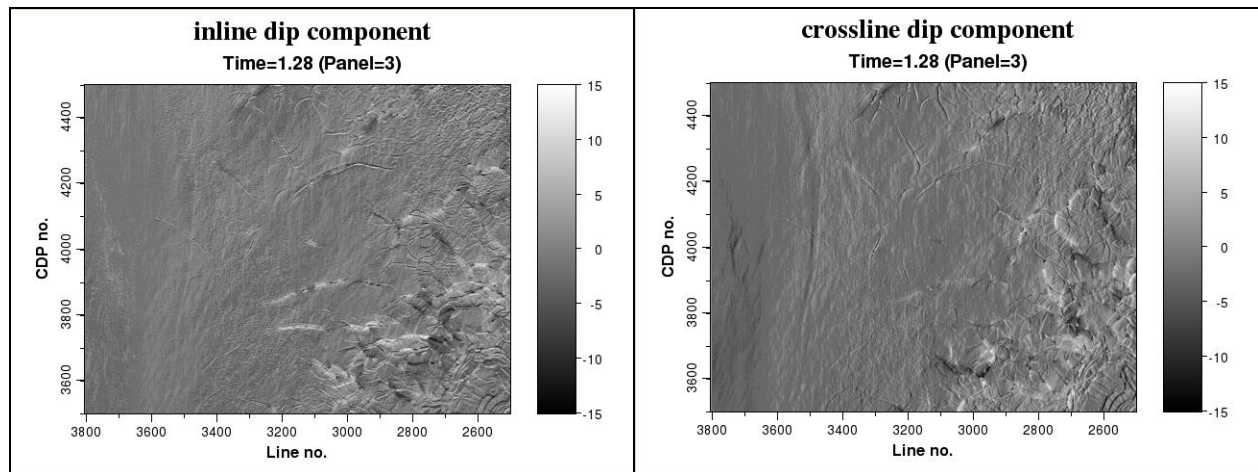 inline dip component
Time=1.28 (Panel=3)
CDP no.
4400
4200
4000
3800
3600
3800 3600 3400 3200 3000 2800 2600
Line no.
15
10
5
0
-5
-10
-15
crossline dip component
Time=1.28 (Panel=3)
CDP no.
4400
4200
4000
3800
3600
3800 3600 3400 3200 3000 2800 2600
Line no.
15
10
5
0
-5
-10
-15